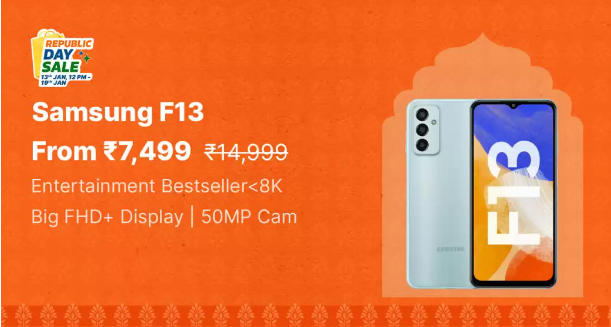 REPUBLIC
DAY
SALE
13th JAN, 12 PM -
19th JAN
Samsung F13
From ₹7,499 ₹14,999
Entertainment Bestseller<8K
Big FHD+ Display | 50MP Cam
SAMSUNG
F13